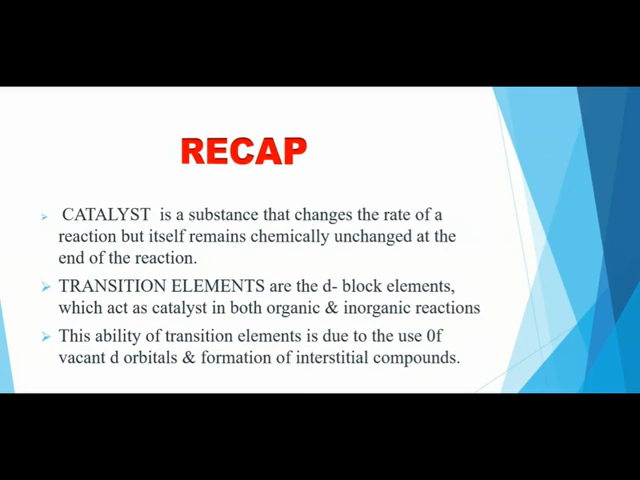 RECAP
CATALYST is a substance that changes the rate of a
reaction but itself remains chemically unchanged at the
end of the reaction.
TRANSITION ELEMENTS are the d- block elements,
which act as catalyst in both organic & inorganic reactions
This ability of transition elements is due to the use 0f
vacant d orbitals & formation of interstitial compounds.